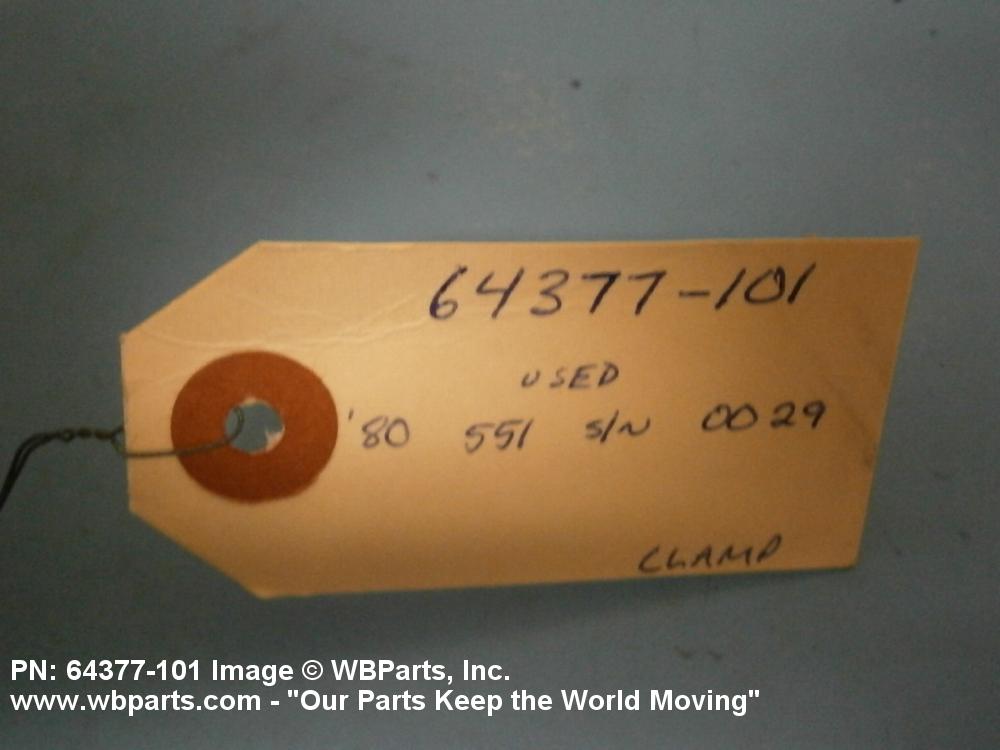 64377-101
USED
'80 551 S/N 0029
CLAMP
PN: 64377-101 Image © WBParts, Inc.
www.wbparts.com - "Our Parts Keep the World Moving"